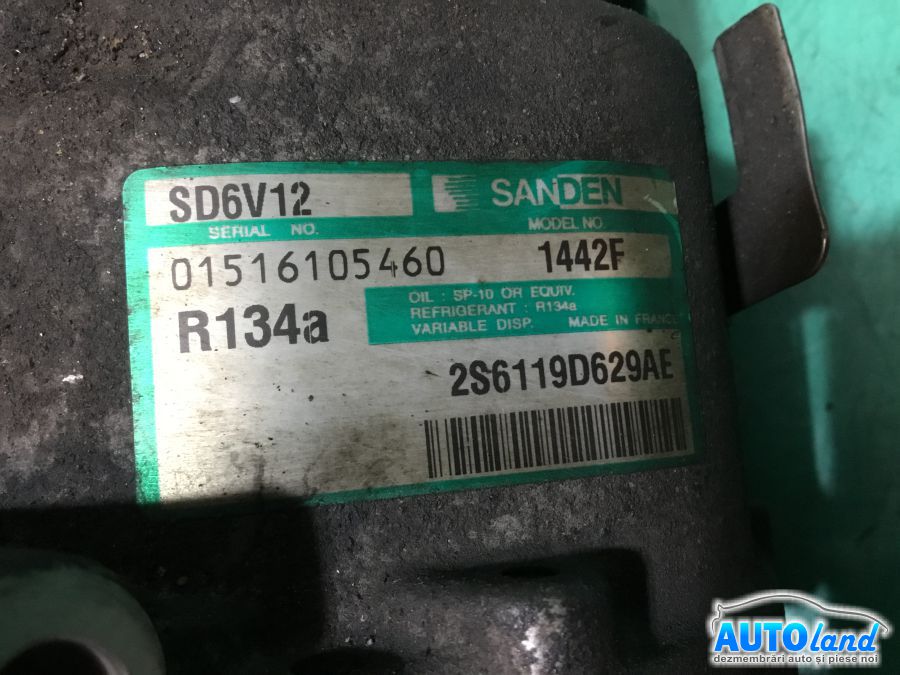 SD6V12
SANDEN
SERIAL NO.
MODEL NO.
01516105460
1442F
R134a
OIL : SP-10 OR EQUIV.
REFRIGERANT : R134a
VARIABLE DISP. MADE IN FRANCE
2S6119D629AE
AUTOland
dezmembrări auto și piese noi